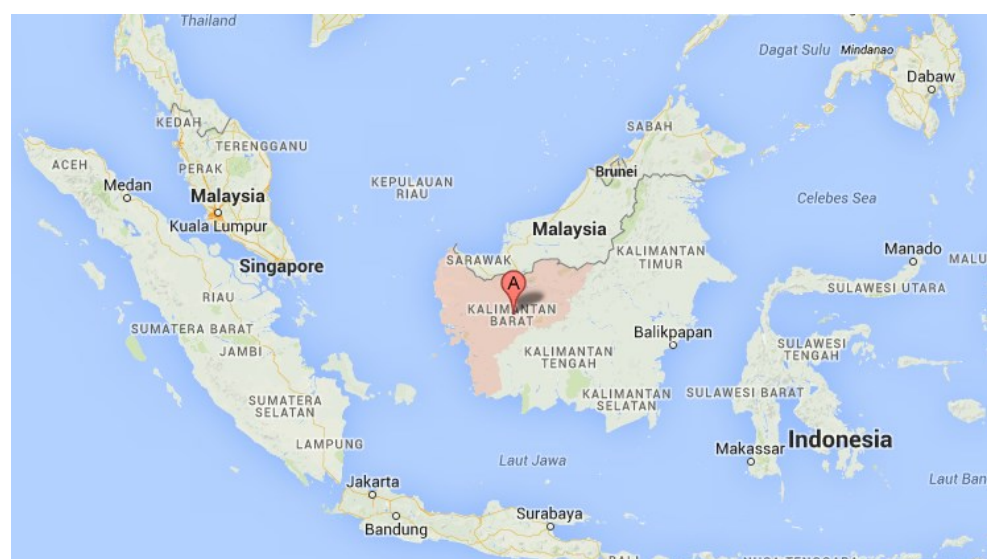 Thailand
Dagat Sulu
Mindanao
Dabaw
KEDAH
TERENGGANU
SABAH
ACEH
PERAK
Brunei
Medan
KEPULAUAN
RIAU
Malaysia
Celebes Sea
Kuala Lumpur
Malaysia
KALIMANTAN
TIMUR
Manado
MALU
SARAWAK
Singapore
A
SULAWESI UTARA
RIAU
KALIMANTAN
BARAT
SUMATERA BARAT
Balikpapan
SULAWESI
TENGAH
JAMBI
KALIMANTAN
TENGAH
SUMATERA
SELATAN
KALIMANTAN
SELATAN
SULAWESI BARAT
LAMPUNG
Makassar
Indonesia
Laut Jawa
Laut Ban
Jakarta
Surabaya
Bandung